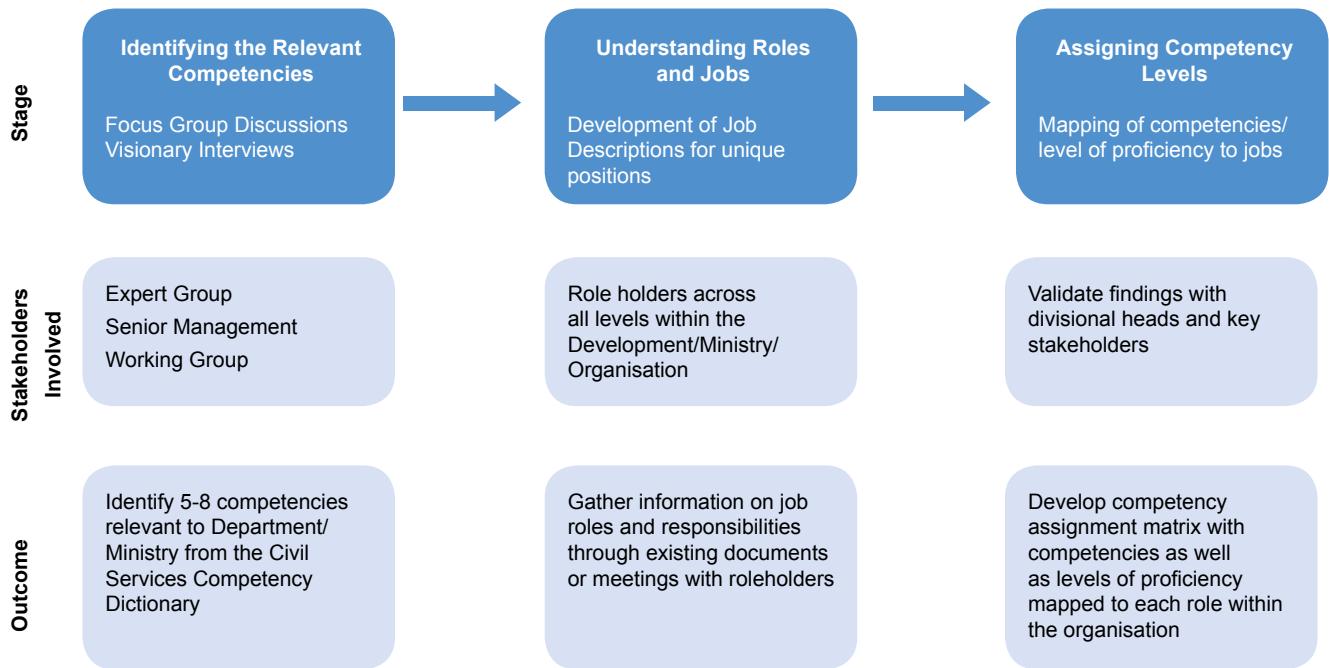 Stage
Identifying the Relevant
Competencies
Focus Group Discussions
Visionary Interviews
Understanding Roles
and Jobs
Development of Job
Descriptions for unique
positions
Assigning Competency
Levels
Mapping of competencies/
level of proficiency to jobs
Stakeholders
Involved
Expert Group
Senior Management
Working Group
Role holders across
all levels within the
Development/Ministry/
Organisation
Validate findings with
divisional heads and key
stakeholders
Outcome
Identify 5-8 competencies
relevant to Department/
Ministry from the Civil
Services Competency
Dictionary
Gather information on job
roles and responsibilities
through existing documents
or meetings with roleholders
Develop competency
assignment matrix with
competencies as well
as levels of proficiency
mapped to each role within
the organisation